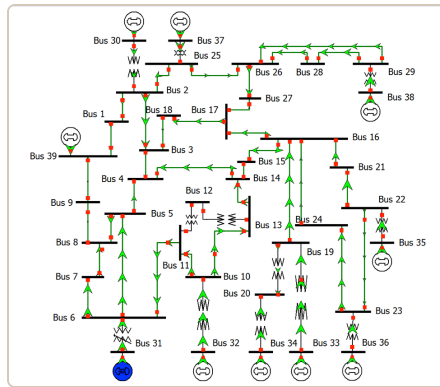 Bus 30
Bus 37
Bus 25
Bus 2
Bus 26
Bus 28
Bus 29
Bus 38
Bus 27
Bus 18
Bus 17
Bus 1
Bus 16
Bus 39
Bus 3
Bus 15
Bus 21
Bus 4
Bus 14
Bus 12
Bus 9
Bus 22
Bus 5
Bus 24
Bus 13
Bus 8
Bus 35
Bus 19
Bus 11
Bus 7
Bus 10
Bus 20
Bus 6
Bus 23
Bus 31
Bus 32
Bus 34
Bus 33
Bus 36